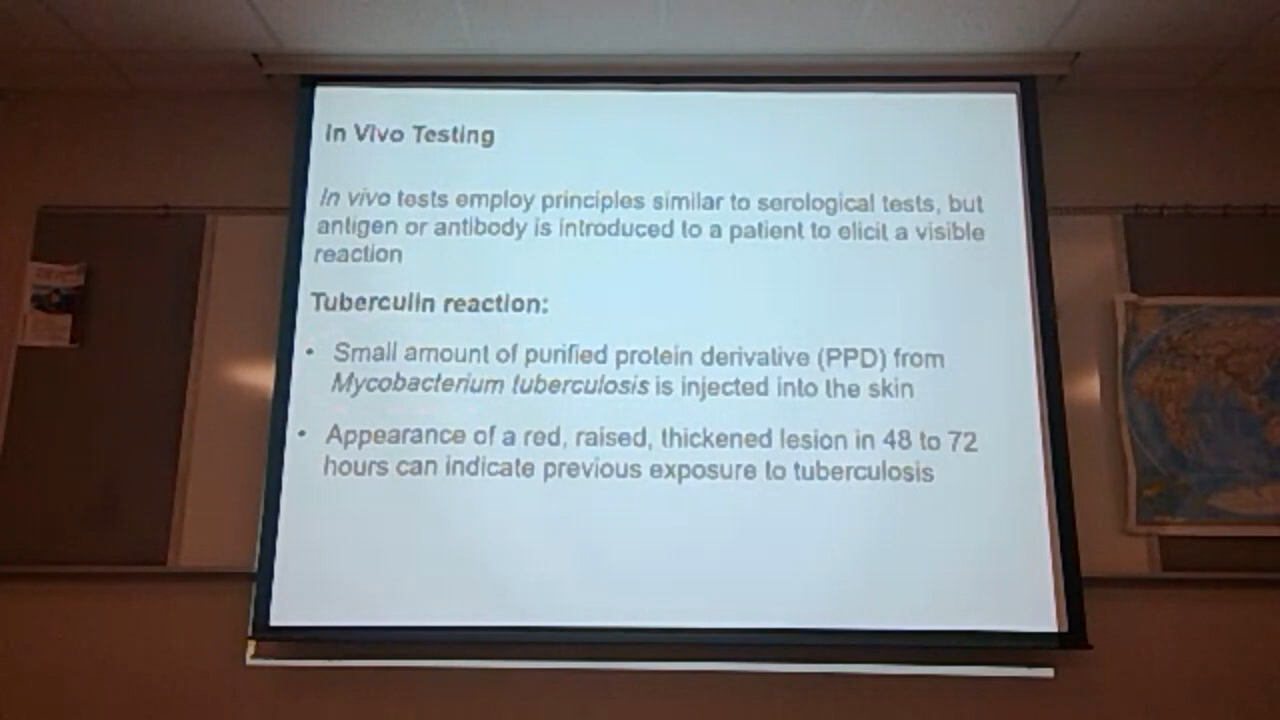 In Vivo Testing
In vivo tests employ principles similar to serological tests, but
antigen or antibody is introduced to a patient to elicit a visible
reaction
Tuberculin reaction:
• Small amount of purified protein derivative (PPD) from
Mycobacterium tuberculosis is injected into the skin
• Appearance of a red, raised, thickened lesion in 48 to 72
hours can indicate previous exposure to tuberculosis